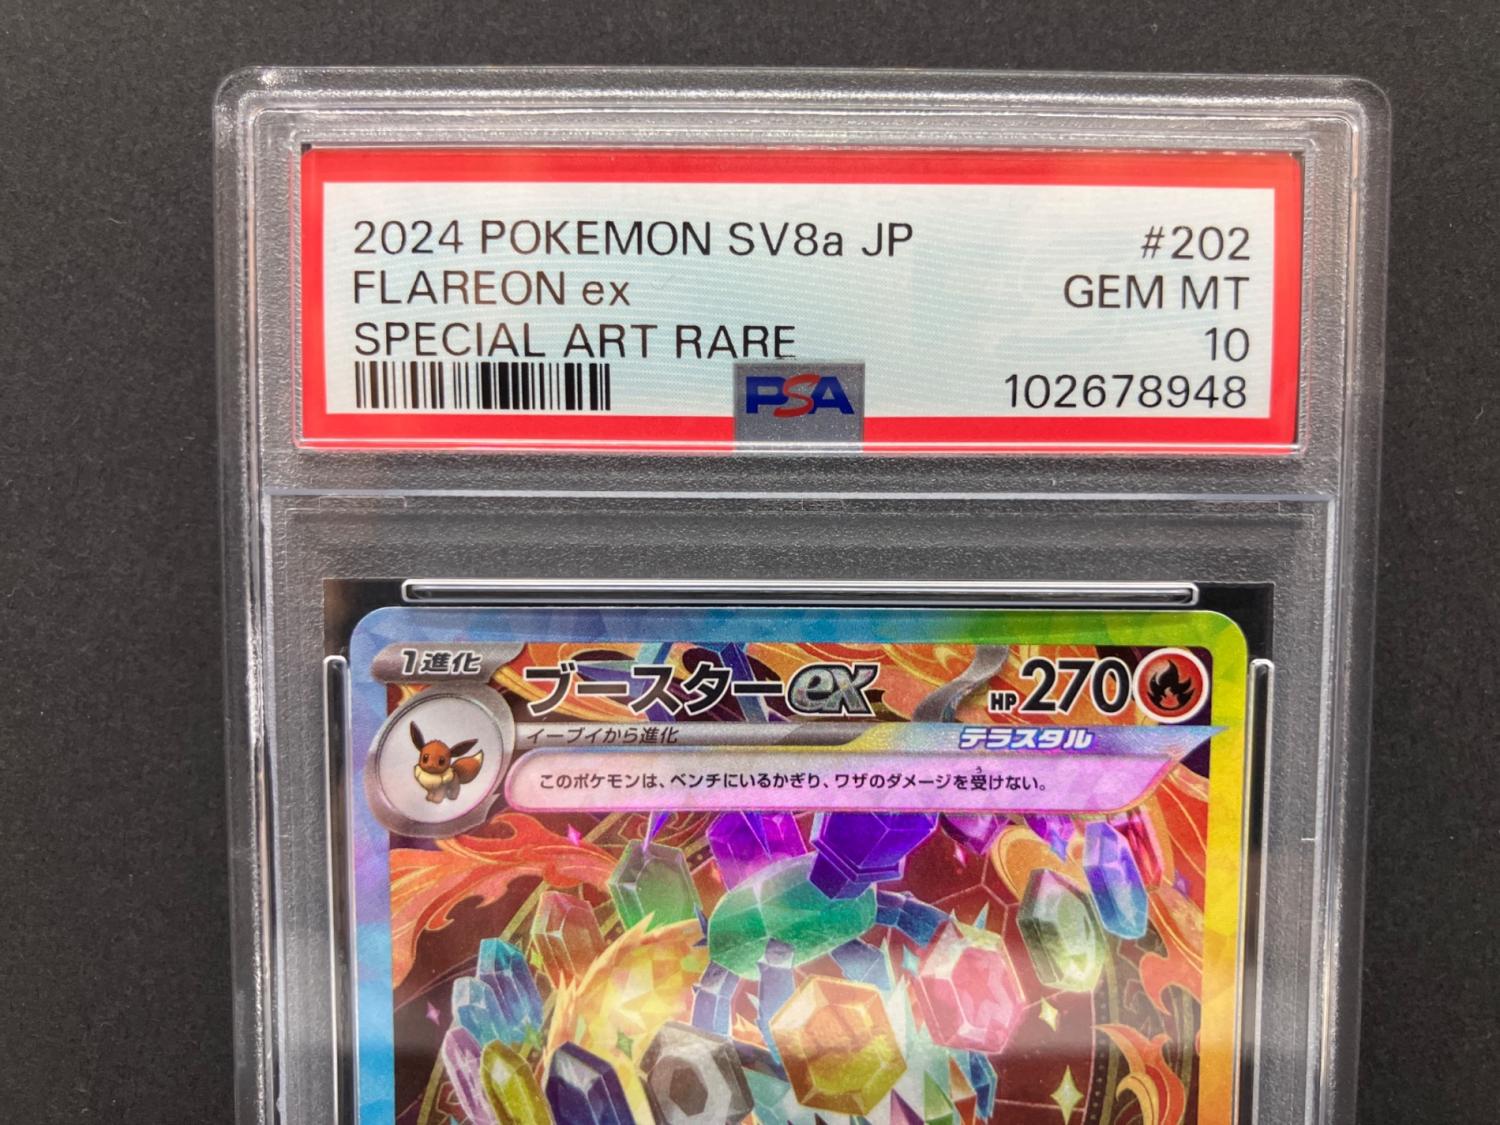 2024 POKEMON SV8a JP #202
FLAREON ex GEM MT
SPECIAL ART RARE 10
PSA 102678948
1進化 ブースターex HP270
イーブイから進化 テラスタル
このポケモンは、ベンチにいるかぎり、ワザのダメージを受けない。